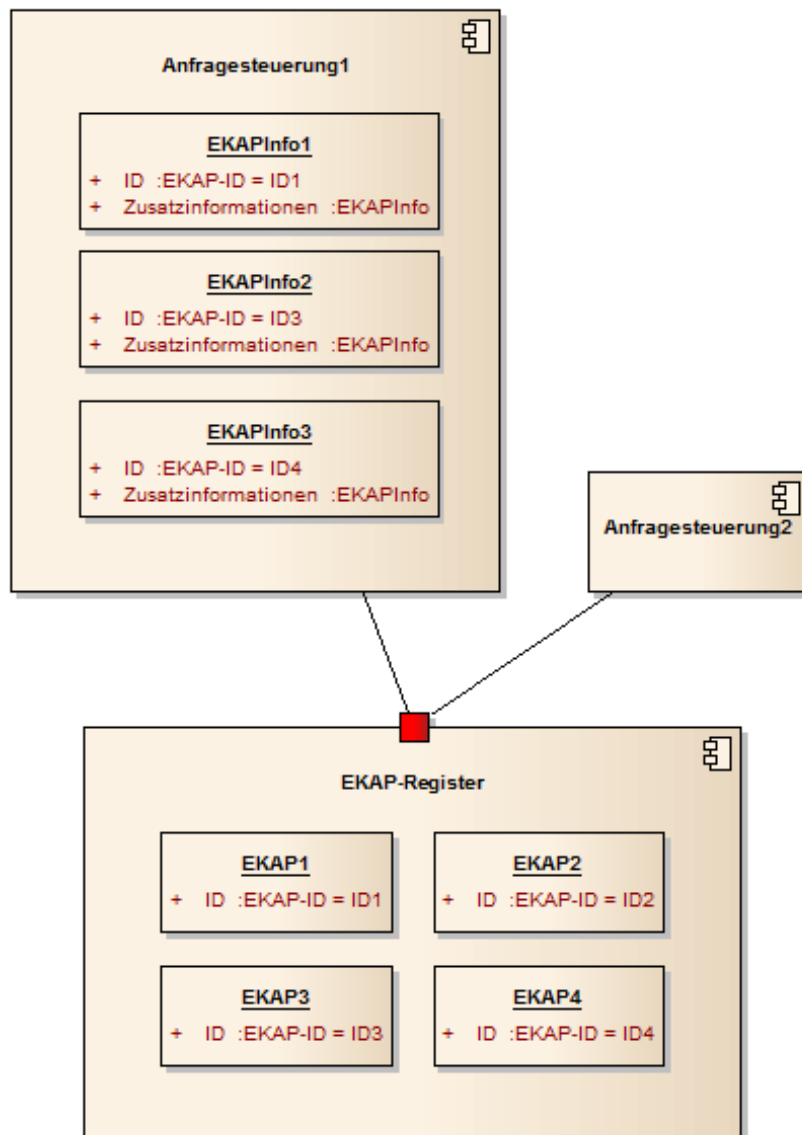 Anfragesteuerung1
EKAPInfo1
+ ID :EKAP-ID = ID1
+ Zusatzinformationen :EKAPInfo
EKAPInfo2
+ ID :EKAP-ID = ID3
+ Zusatzinformationen :EKAPInfo
EKAPInfo3
+ ID :EKAP-ID = ID4
+ Zusatzinformationen :EKAPInfo
Anfragesteuerung2
EKAP-Register
EKAP1
+ ID :EKAP-ID = ID1
EKAP2
+ ID :EKAP-ID = ID2
EKAP3
+ ID :EKAP-ID = ID3
EKAP4
+ ID :EKAP-ID = ID4